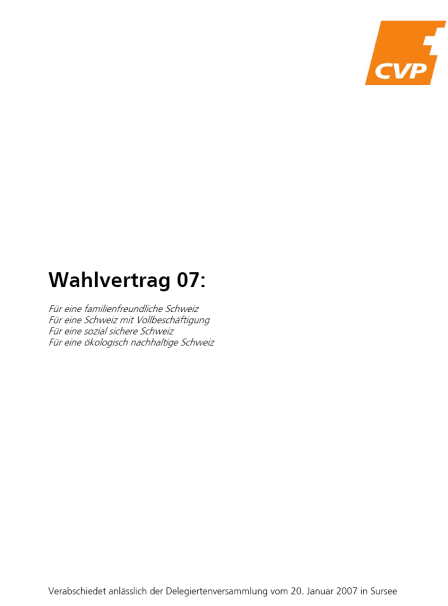 CVP
Wahlvertrag 07:
Für eine familienfreundliche Schweiz
Für eine Schweiz mit Vollbeschäftigung
Für eine sozial sichere Schweiz
Für eine ökologisch nachhaltige Schweiz
Verabschiedet anlässlich der Delegiertenversammlung vom 20. Januar 2007 in Sursee